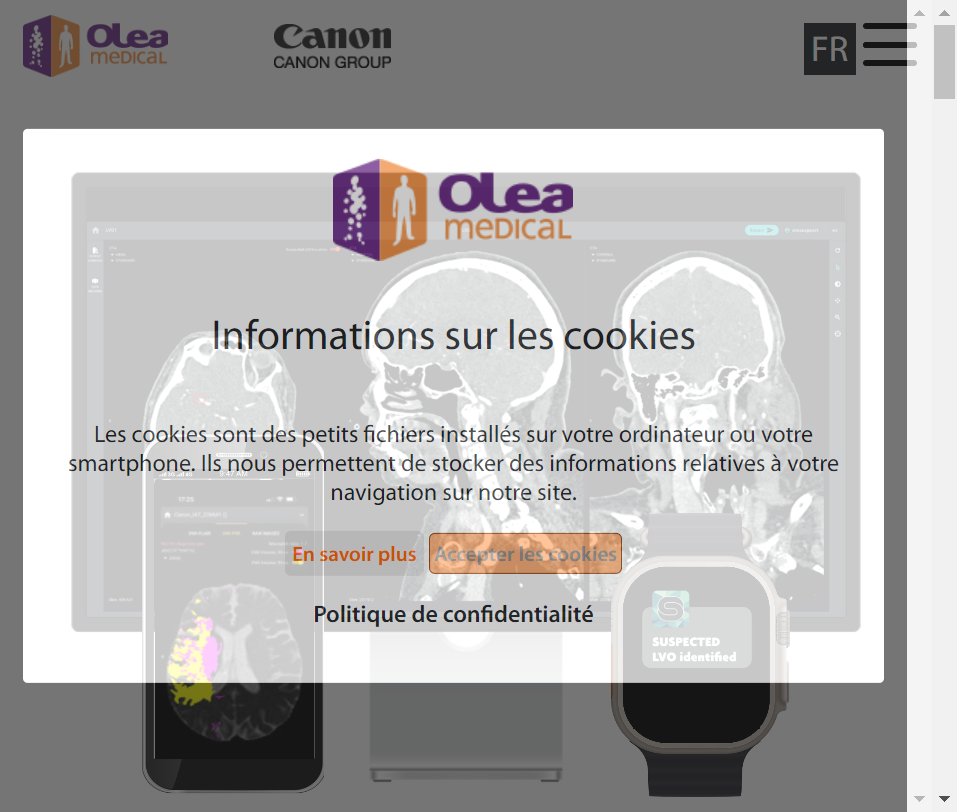 OLea
medical
Canon
CANON GROUP
FR
OLea
medical
Informations sur les cookies
Les cookies sont des petits fichiers installés sur votre ordinateur ou votre
smartphone. Ils nous permettent de stocker des informations relatives à votre
navigation sur notre site.
En savoir plus
Accepter les cookies
Politique de confidentialité
17:25
S
SUSPECTED
LVO identified